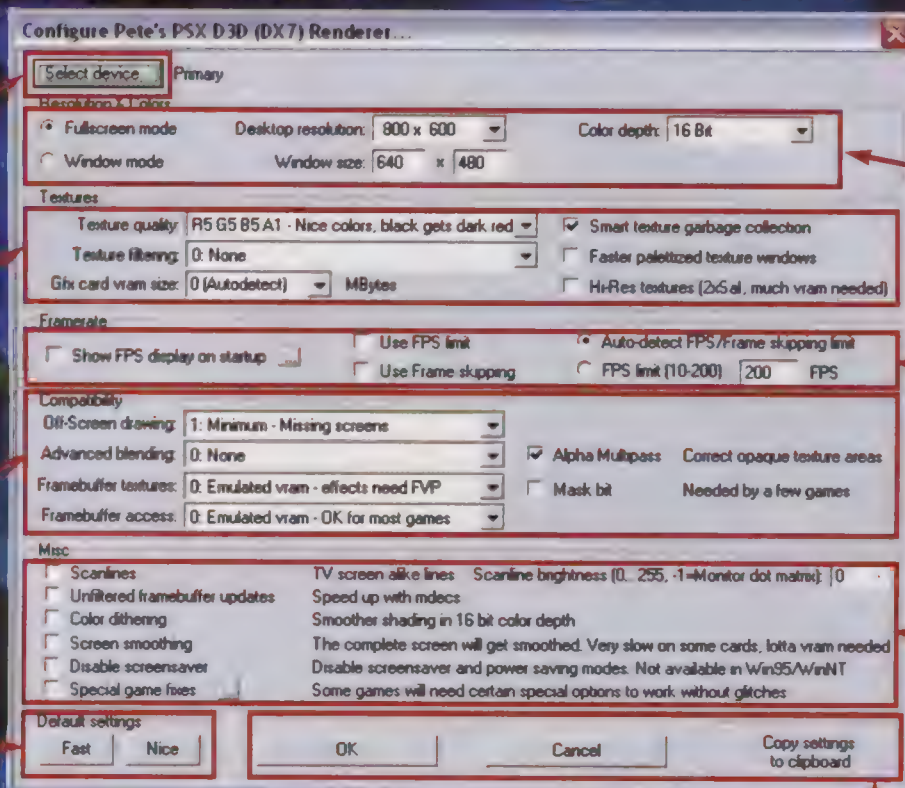 Configure Pete's PSX D3D (DX7) Renderer...
Select device... Primary
Resolution & Colors
Fullscreen mode Desktop resolution: 800 x 600 Color depth: 16 Bit
Window mode Window size: 640 x 480
Textures
Texture quality: R5 G5 B5 A1 - Nice colors, black gets dark red Smart texture garbage collection
Texture filtering: 0: None Faster palettized texture windows
Gfx card vram size: 0 (Autodetect) MBytes Hi-Res textures (2xSaI, much vram needed)
Framerate
Show FPS display on startup ... Use FPS limit Auto-detect FPS/Frame skipping limit
Use Frame skipping FPS limit (10-200) 200 FPS
Compatibility
Off-Screen drawing: 1: Minimum - Missing screens
Advanced blending: 0: None Alpha Multipass Correct opaque texture areas
Framebuffer textures: 0: Emulated vram - effects need FVP Mask bit Needed by a few games
Framebuffer access: 0: Emulated vram - OK for most games
Misc
Scanlines TV screen alike lines Scanline brightness (0... 255, -1=Monitor dot matrix): 0
Unfiltered framebuffer updates Speed up with mdecs
Color dithering Smoother shading in 16 bit color depth
Screen smoothing The complete screen will get smoothed. Very slow on some cards, lotta vram needed
Disable screensaver Disable screensaver and power saving modes. Not available in Win95/WinNT
Special game fixes ... Some games will need certain special options to work without glitches
Default settings
Fast Nice OK Cancel Copy settings
to clipboard